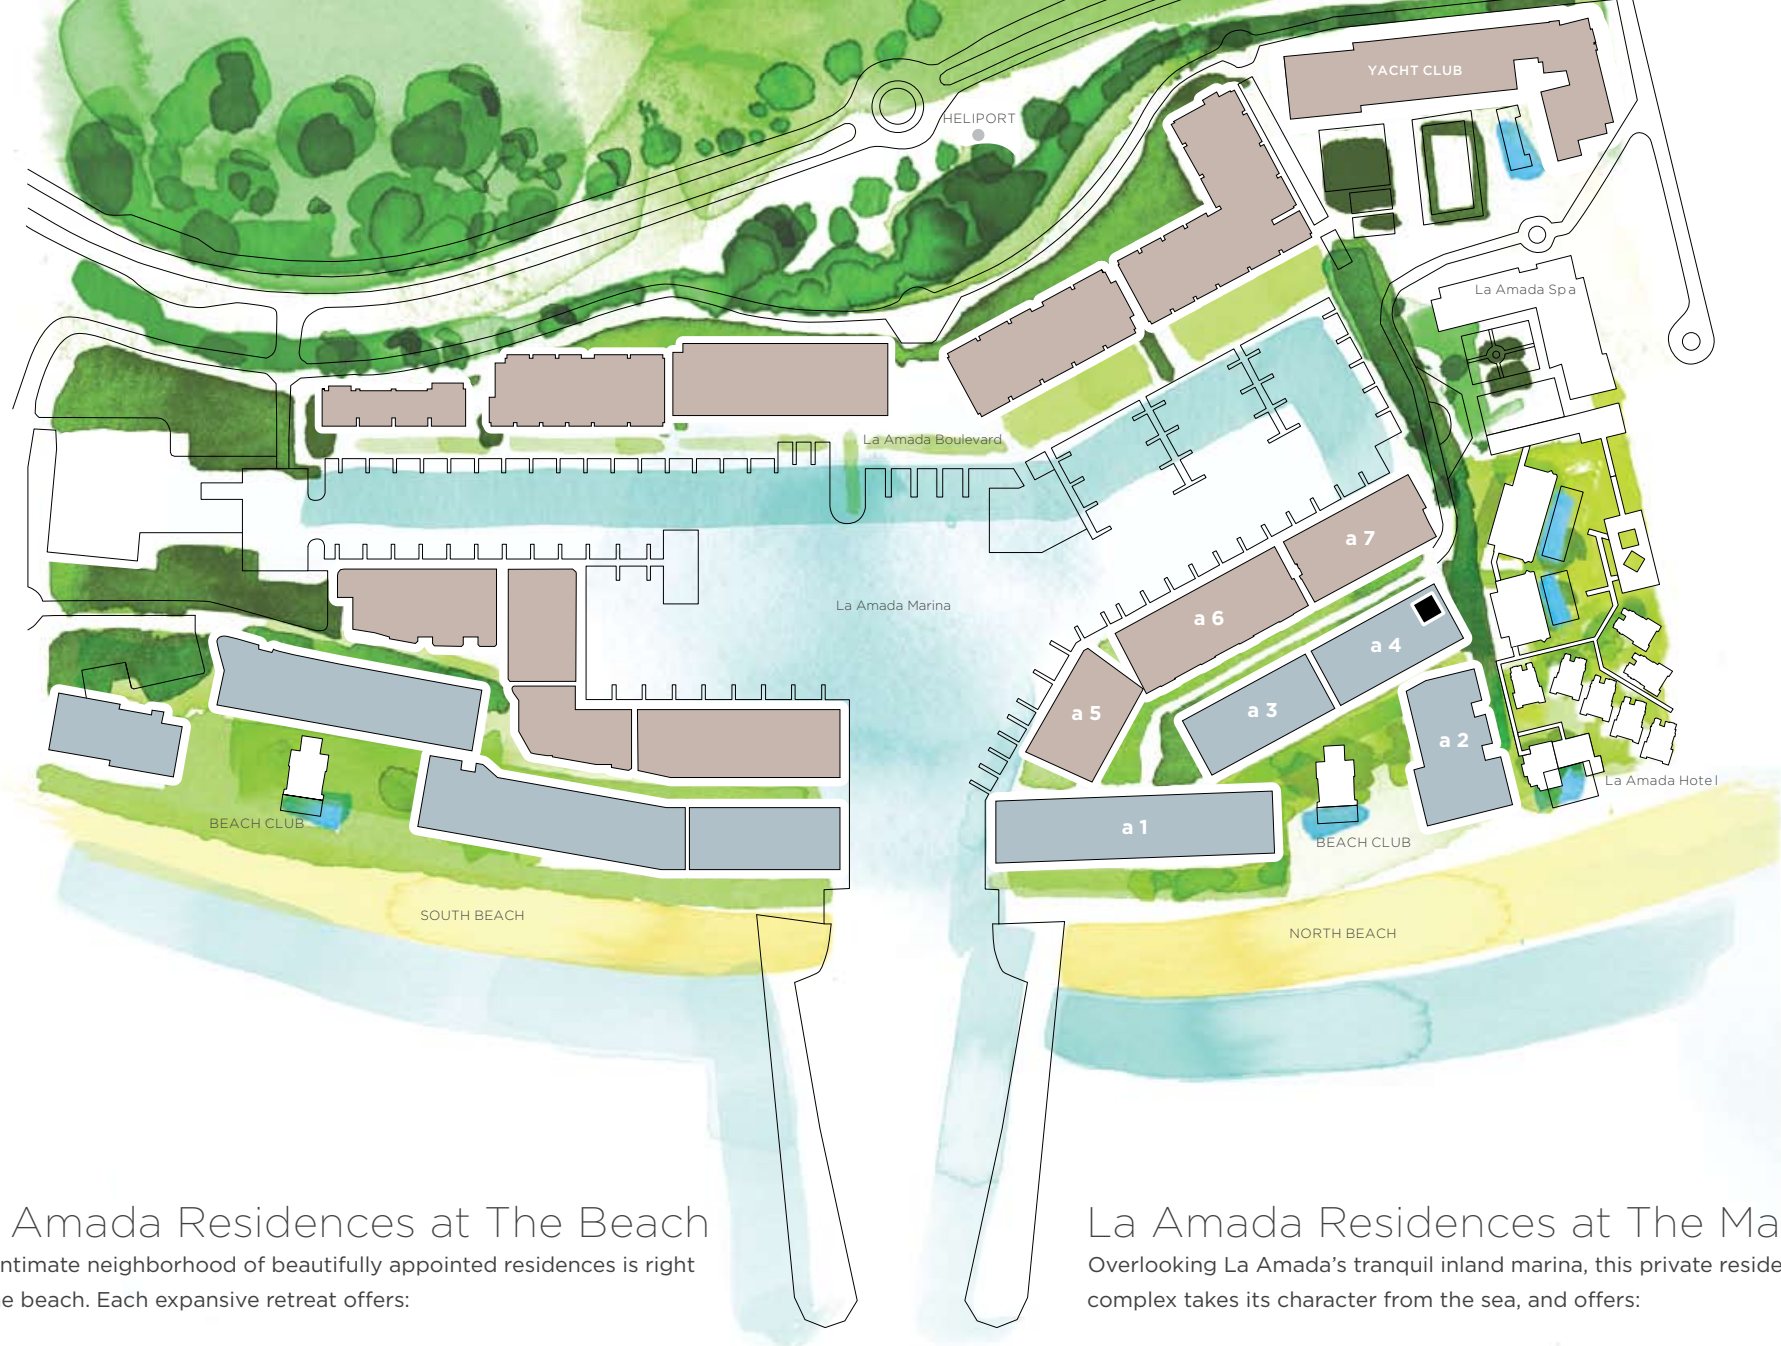 YACHT CLUB
HELIPORT
La Amada Spa
La Amada Boulevard
a 7
La Amada Marina
a 6
a 4
a 5
a 3
a 2
La Amada Hotel
BEACH CLUB
a 1
BEACH CLUB
SOUTH BEACH
NORTH BEACH
Amada Residences at The Beach
ntimate neighborhood of beautifully appointed residences is right
e beach. Each expansive retreat offers:
La Amada Residences at The Ma
Overlooking La Amada's tranquil inland marina, this private reside
complex takes its character from the sea, and offers: